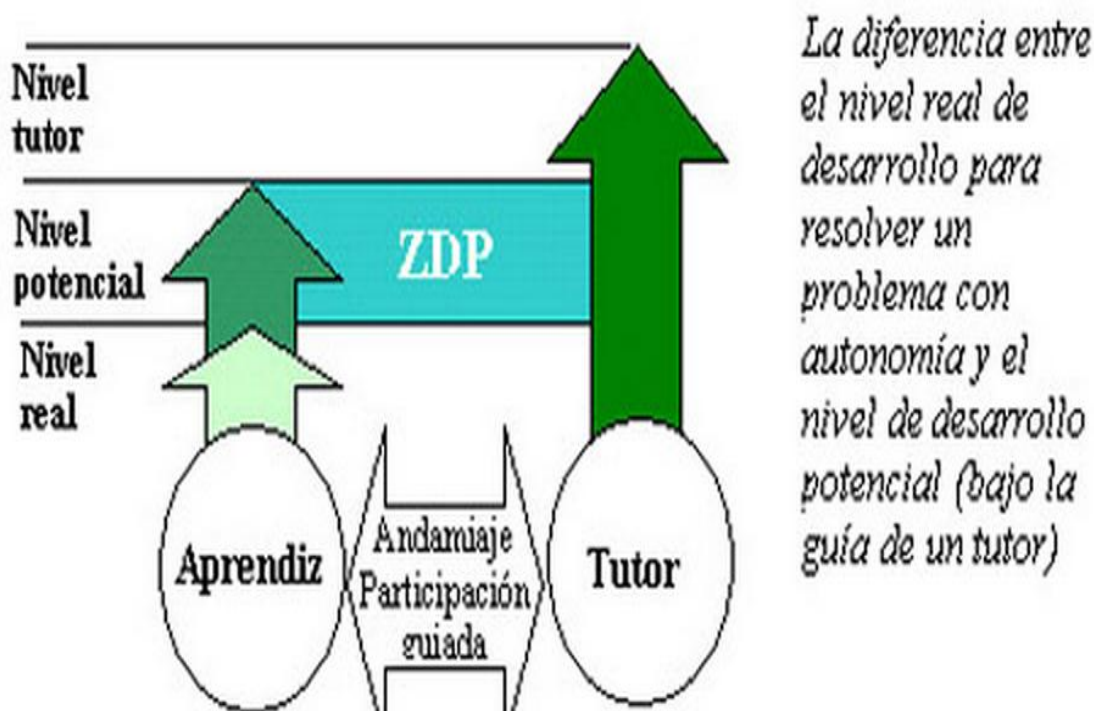 Nivel
tutor
Nivel
potencial
Nivel
real
ZDP
Aprendiz
Andamiaje
Participación
guiada
Tutor
La diferencia entre
el nivel real de
desarrollo para
resolver un
problema con
autonomía y el
nivel de desarrollo
potencial (bajo la
guía de un tutor)